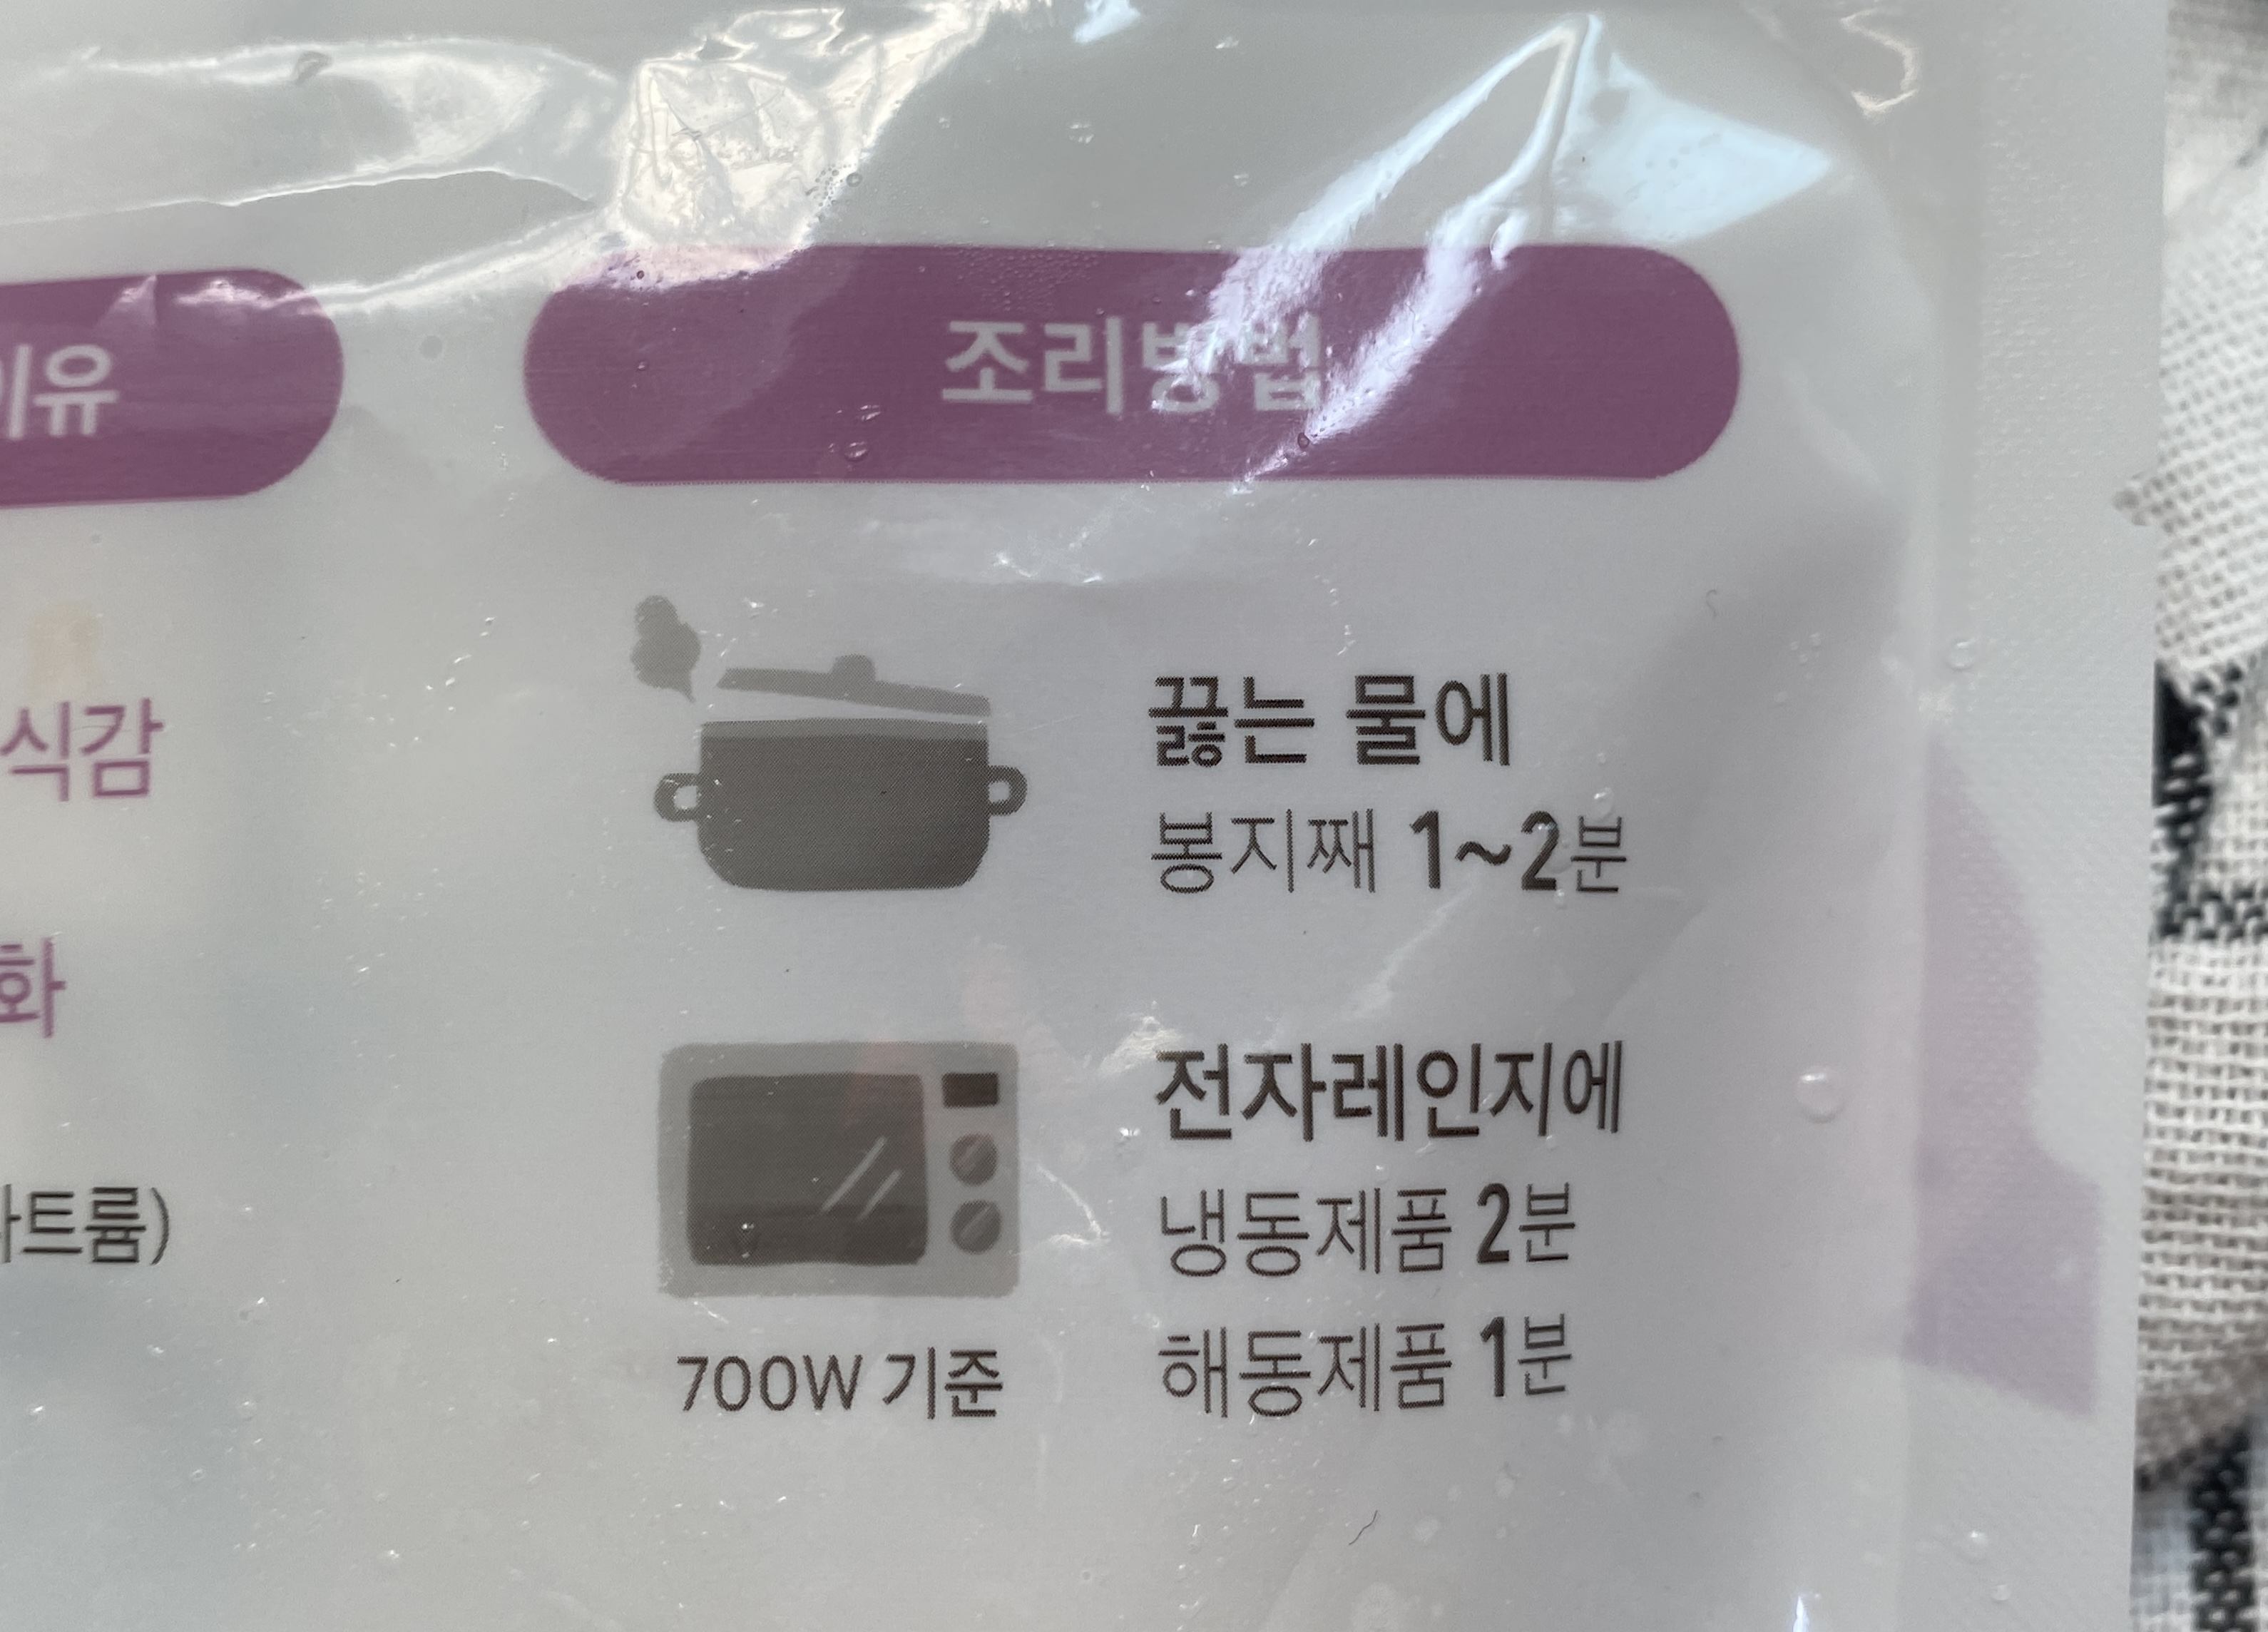 이유
조리방법
식감
화
트룸)
끓는 물에
봉지째 1~2분
전자레인지에
냉동제품 2분
해동제품 1분
700W 기준